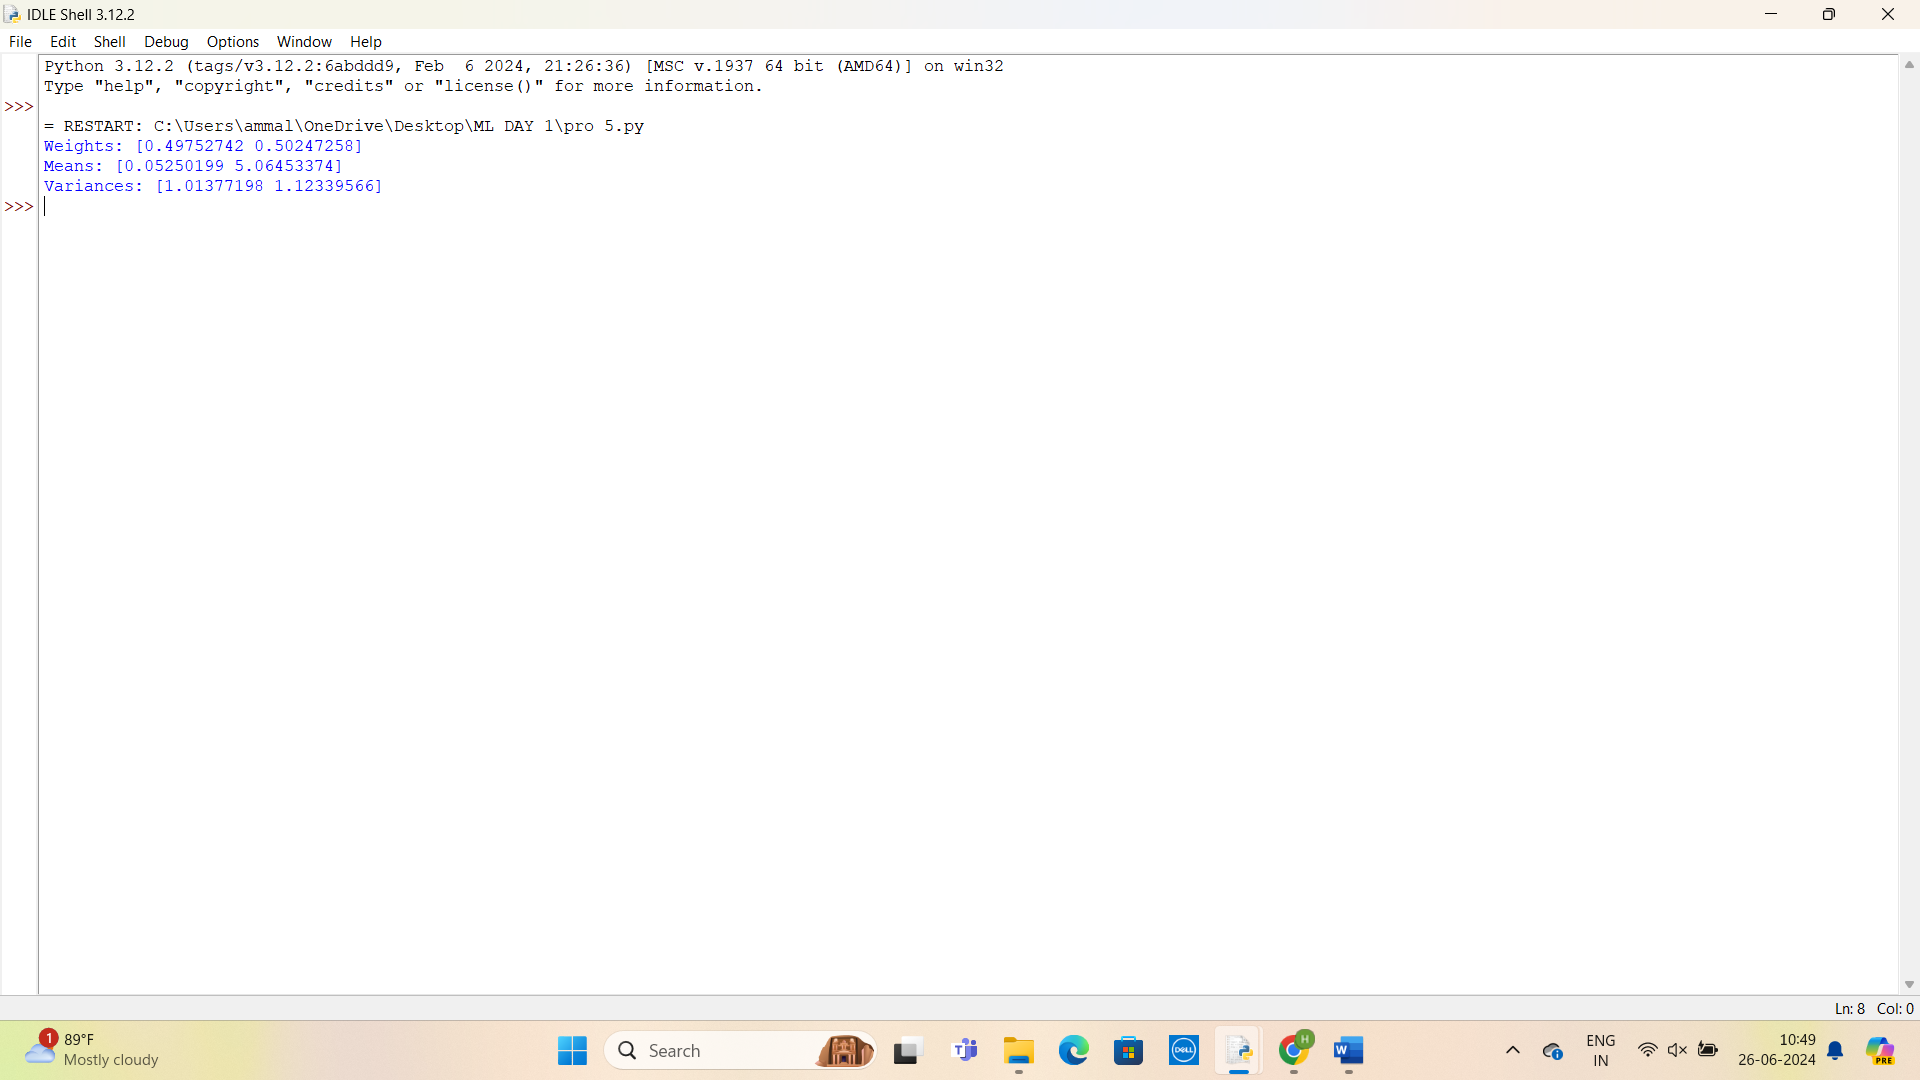 IDLE Shell 3.12.2
File Edit Shell Debug Options Window Help
Python 3.12.2 (tags/v3.12.2:6abddd9, Feb  6 2024, 21:26:36) [MSC v.1937 64 bit (AMD64)] on win32
Type "help", "copyright", "credits" or "license()" for more information.
>>>
= RESTART: C:\Users\ammal\OneDrive\Desktop\ML DAY 1\pro 5.py
Weights: [0.49752742 0.50247258]
Means: [0.05250199 5.06453374]
Variances: [1.01377198 1.12339566]
>>>
Ln: 8 Col: 0
1
89°F
Mostly cloudy
Search
T
DELL
H
W
ENG
IN
10:49
26-06-2024
PRE